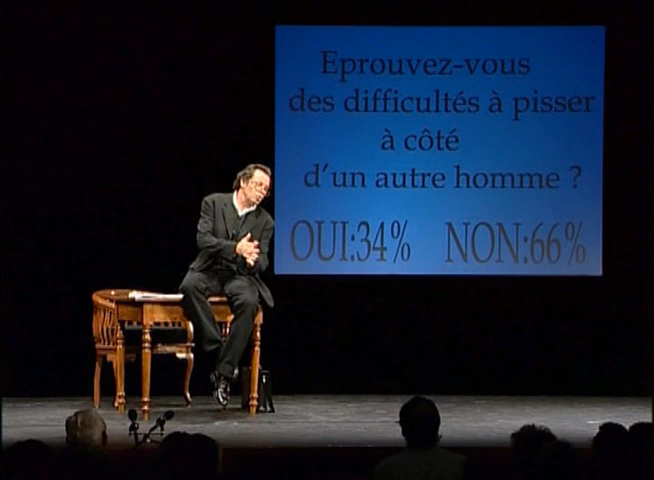 Eprouvez-vous
des difficultés à pisser
à côté
d'un autre homme ?
OUI:34% NON:66%